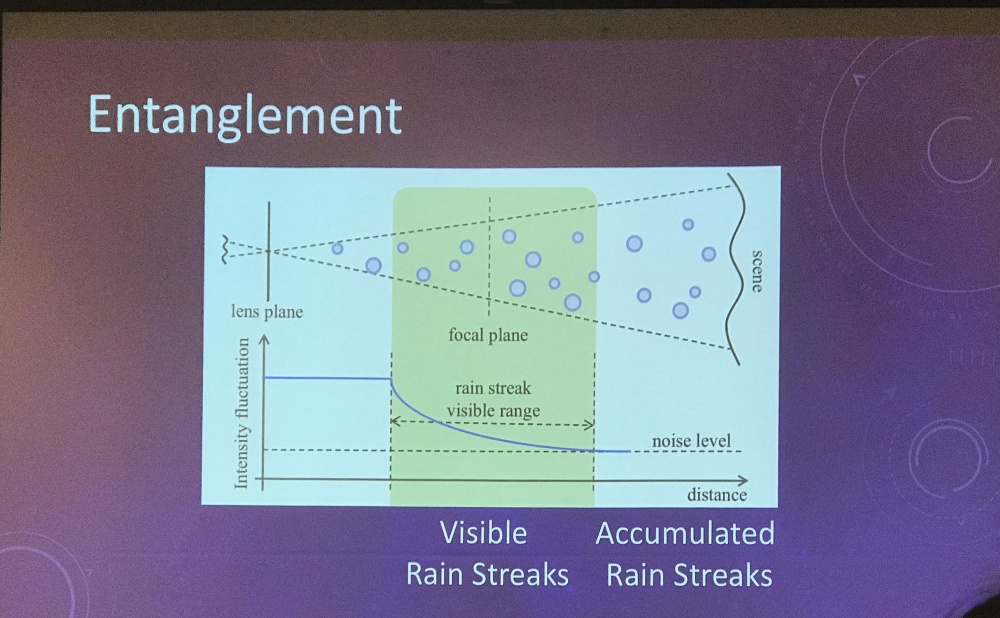 Entanglement
scene
lens plane
focal plane
Intensity fluctuation
rain streak
visible range
noise level
distance
Visible
Rain Streaks
Accumulated
Rain Streaks